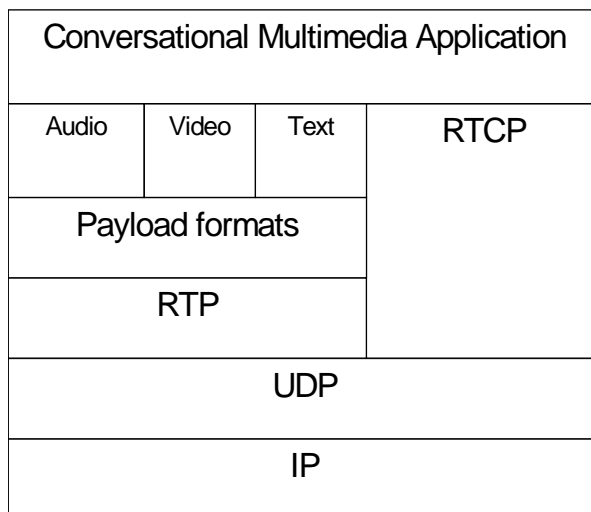 Conversational Multimedia Application
Audio
Video
Text
RTCP
Payload formats
RTP
UDP
IP